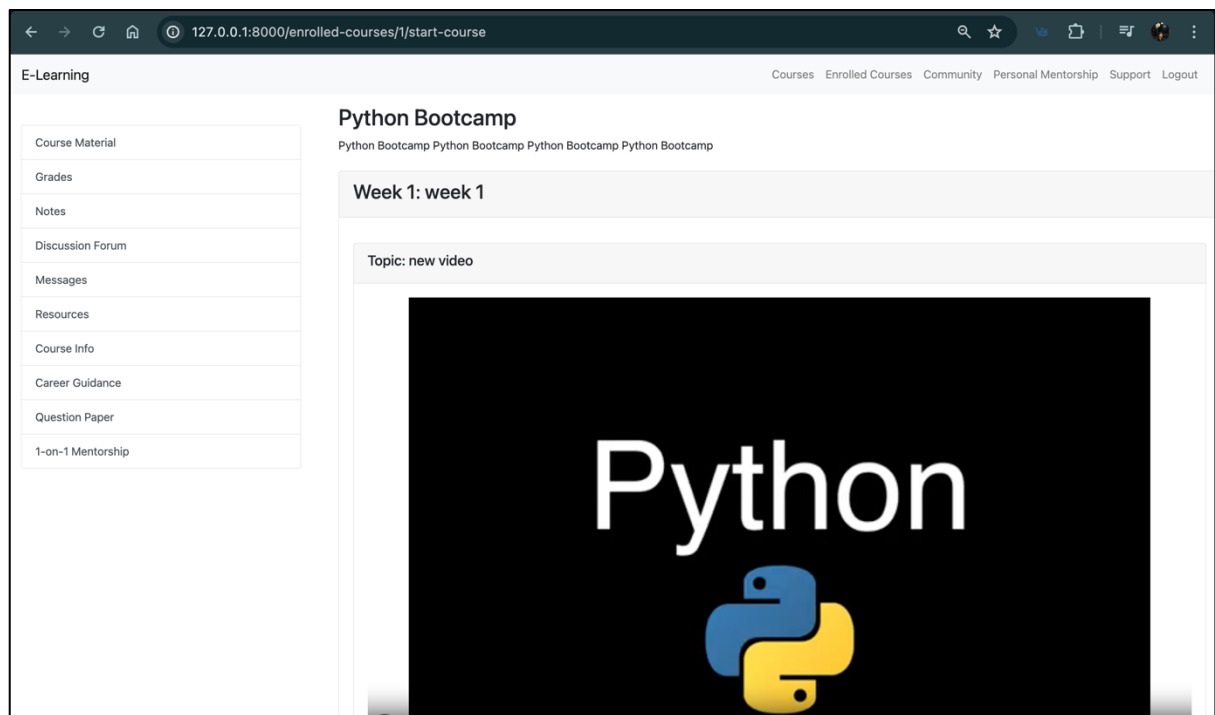 127.0.0.1:8000/enrolled-courses/1/start-course
E-Learning
Courses Enrolled Courses Community Personal Mentorship Support Logout
Course Material
Grades
Notes
Discussion Forum
Messages
Resources
Course Info
Career Guidance
Question Paper
1-on-1 Mentorship
Python Bootcamp
Python Bootcamp Python Bootcamp Python Bootcamp Python Bootcamp
Week 1: week 1
Topic: new video
Python